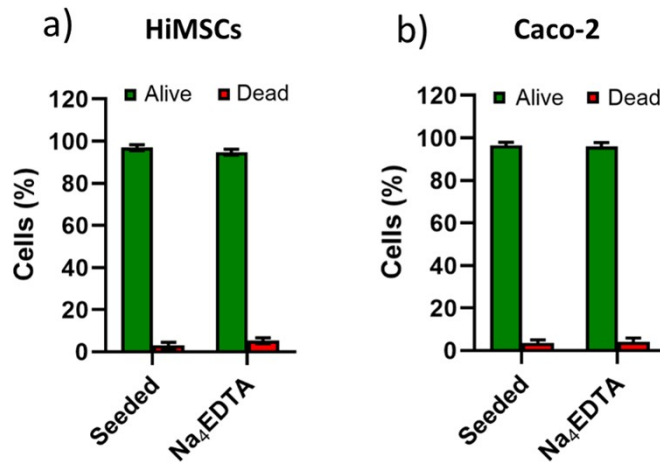 a) HiMSCs
Alive Dead
Cells (%)
120
100
80
60
40
20
0
Seeded
Na₄EDTA
b) Caco-2
Alive Dead
Cells (%)
120
100
80
60
40
20
0
Seeded
Na₄EDTA